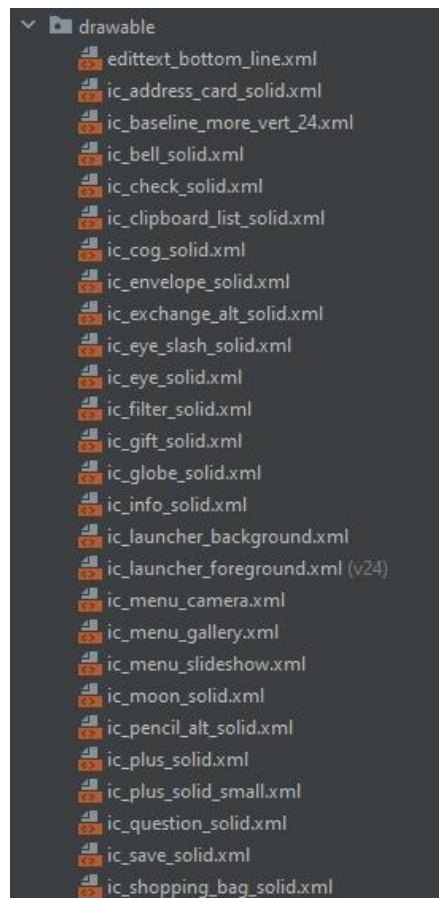 drawable
edittext_bottom_line.xml
ic_address_card_solid.xml
ic_baseline_more_vert_24.xml
ic_bell_solid.xml
ic_check_solid.xml
ic_clipboard_list_solid.xml
ic_cog_solid.xml
ic_envelope_solid.xml
ic_exchange_alt_solid.xml
ic_eye_slash_solid.xml
ic_eye_solid.xml
ic_filter_solid.xml
ic_gift_solid.xml
ic_globe_solid.xml
ic_info_solid.xml
ic_launcher_background.xml
ic_launcher_foreground.xml (v24)
ic_menu_camera.xml
ic_menu_gallery.xml
ic_menu_slideshow.xml
ic_moon_solid.xml
ic_pencil_alt_solid.xml
ic_plus_solid.xml
ic_plus_solid_small.xml
ic_question_solid.xml
ic_save_solid.xml
ic_shopping_bag_solid.xml